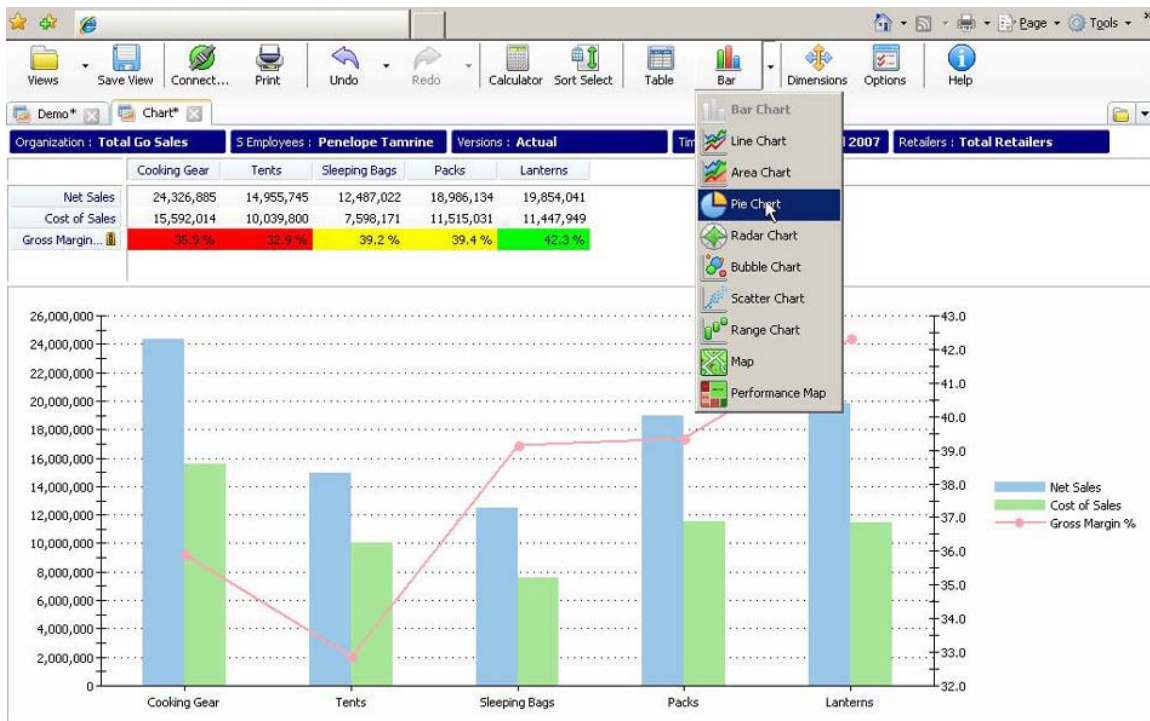 Page Tools
Views Save View Connect... Print Undo Redo Calculator Sort Select Table Bar Dimensions Options Help
Demo* Chart*
Organization : Total Go Sales S Employees : Penelope Tamrine Versions : Actual 2007 Retailers : Total Retailers
Cooking Gear Tents Sleeping Bags Packs Lanterns
Net Sales 24,326,885 14,955,745 12,487,022 18,986,134 19,854,041
Cost of Sales 15,592,014 10,039,800 7,598,171 11,515,031 11,447,949
Gross Margin... 35.9 % 32.9 % 39.2 % 39.4 % 42.3 %
Bar Chart
Line Chart
Area Chart
Pie Chart
Radar Chart
Bubble Chart
Scatter Chart
Range Chart
Map
Performance Map
26,000,000
24,000,000
22,000,000
20,000,000
18,000,000
16,000,000
14,000,000
12,000,000
10,000,000
8,000,000
6,000,000
4,000,000
2,000,000
0
43.0
42.0
41.0
40.0
39.0
38.0
37.0
36.0
35.0
34.0
33.0
32.0
Cooking Gear Tents Sleeping Bags Packs Lanterns
Net Sales
Cost of Sales
Gross Margin %